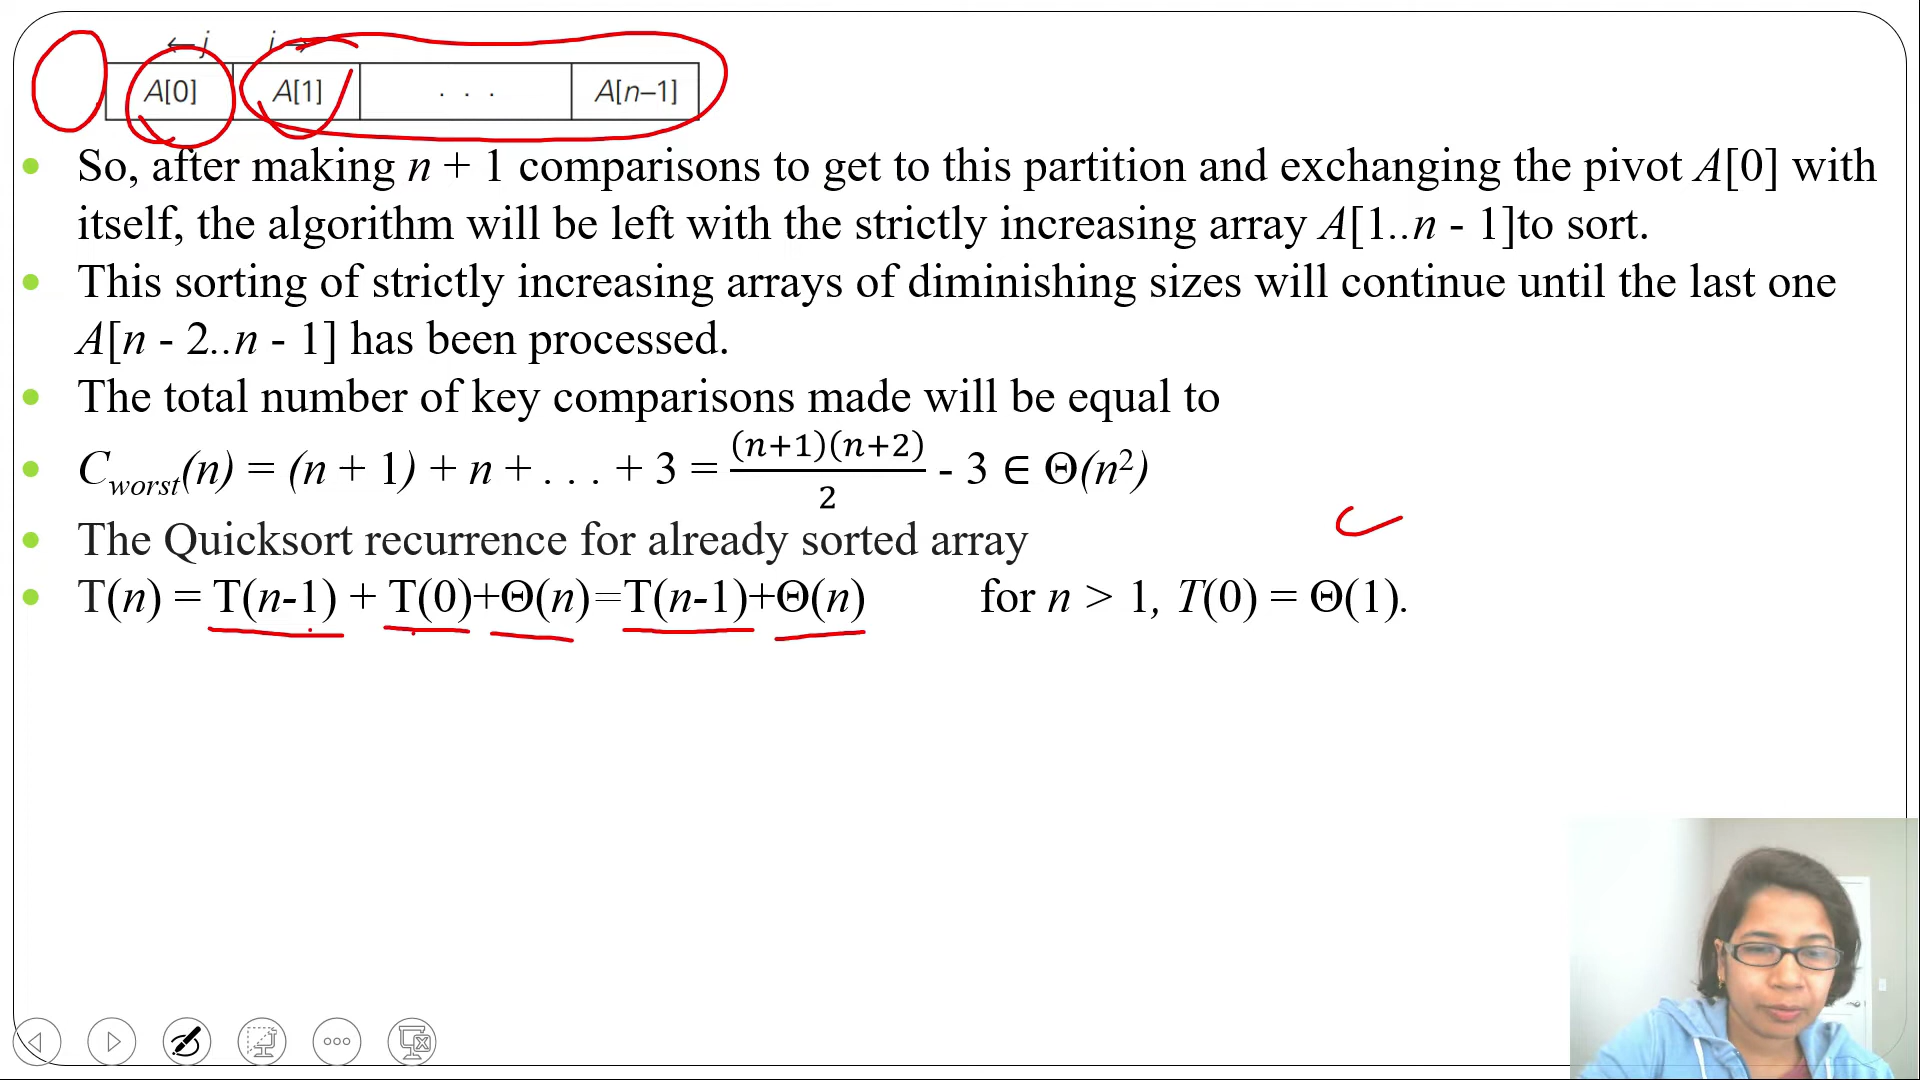 ← j i →
A[0] A[1] . . . A[n–1]
So, after making n + 1 comparisons to get to this partition and exchanging the pivot A[0] with
itself, the algorithm will be left with the strictly increasing array A[1..n - 1]to sort.
This sorting of strictly increasing arrays of diminishing sizes will continue until the last one
A[n - 2..n - 1] has been processed.
The total number of key comparisons made will be equal to
Cworst(n) = (n + 1) + n + . . . + 3 = (n+1)(n+2)/2 - 3 ∈ Θ(n²)
The Quicksort recurrence for already sorted array
T(n) = T(n-1) + T(0)+Θ(n)=T(n-1)+Θ(n) for n > 1, T(0) = Θ(1).